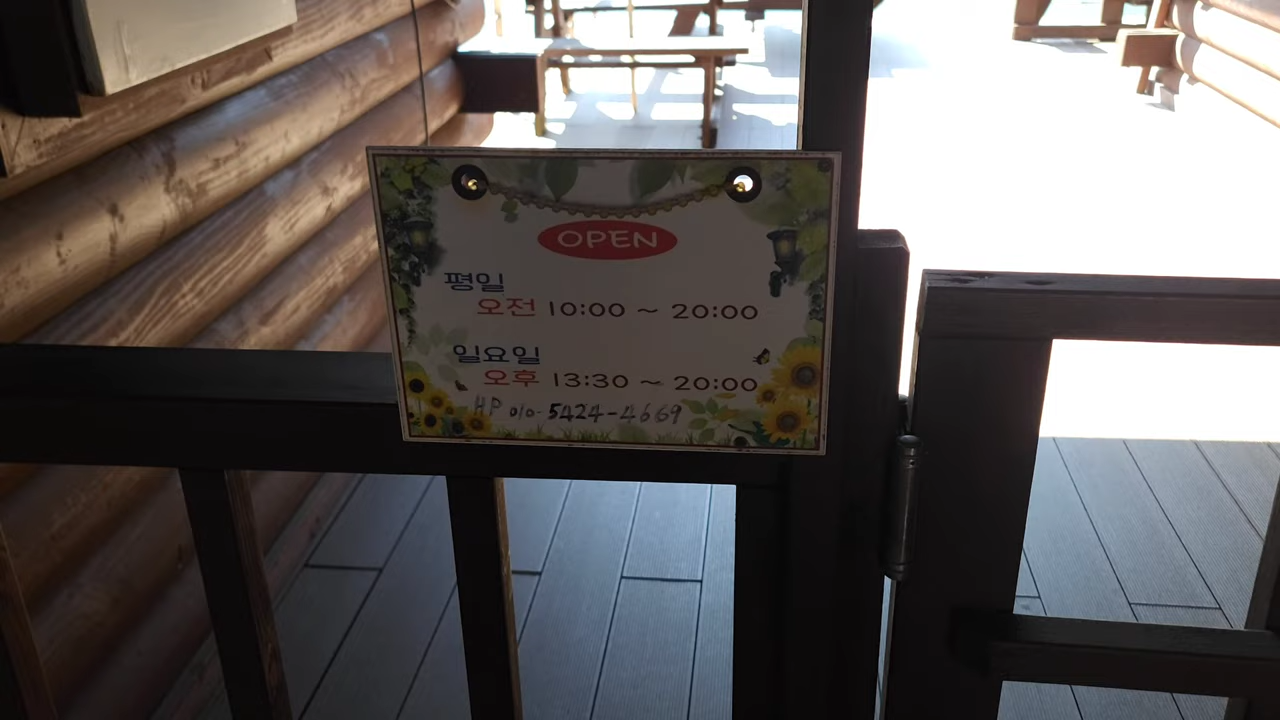 OPEN
평일
오전 10:00 ~ 20:00
일요일
오후 13:30 ~ 20:00
HP 010-5424-4669